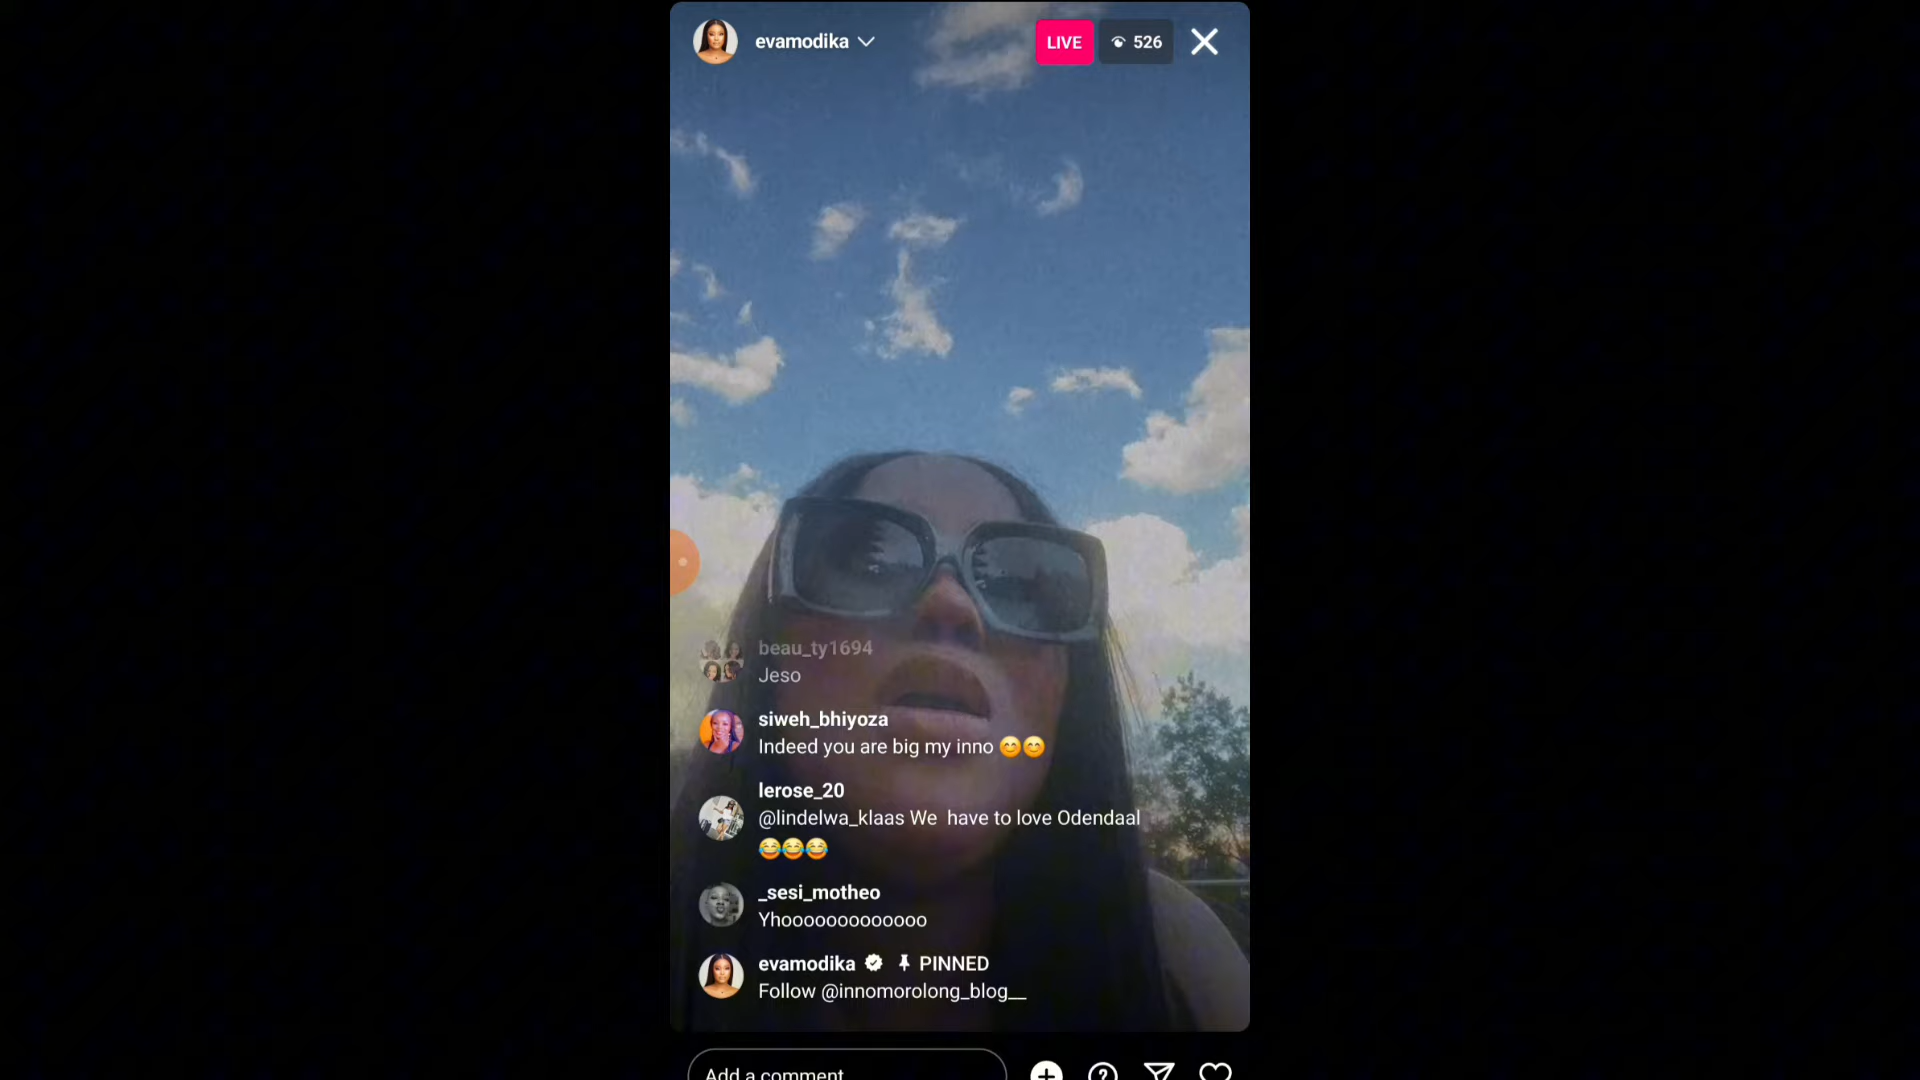 evamodika
LIVE
526
beau_ty1694
Jeso
siweh_bhiyoza
Indeed you are big my inno 😊😊
lerose_20
@lindelwa_klaas We have to love Odendaal
😂😂😂
_sesi_motheo
Yhooooooooooooo
evamodika PINNED
Follow @innomorolong_blog__
Add a comment